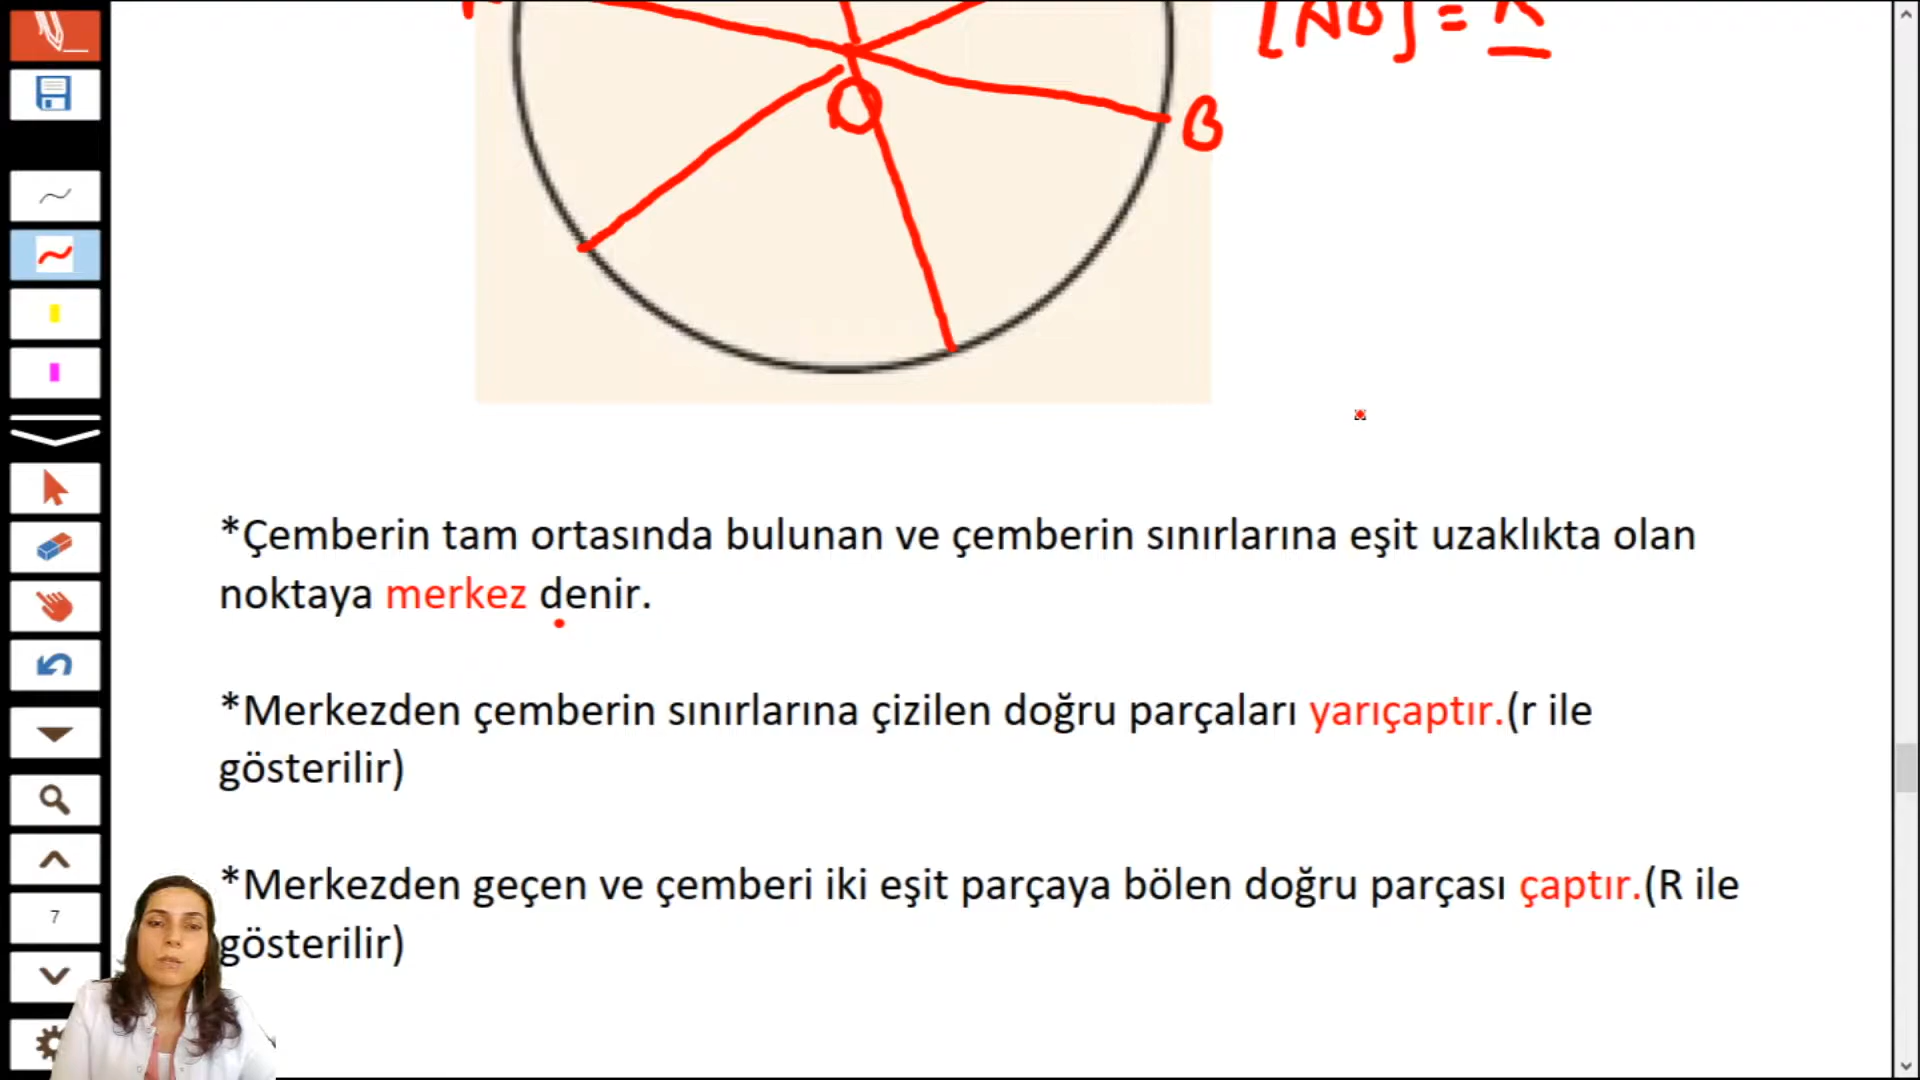 [AB] = R
O
B
*Çemberin tam ortasında bulunan ve çemberin sınırlarına eşit uzaklıkta olan
noktaya merkez denir.
*Merkezden çemberin sınırlarına çizilen doğru parçaları yarıçaptır.(r ile
gösterilir)
*Merkezden geçen ve çemberi iki eşit parçaya bölen doğru parçası çaptır.(R ile
gösterilir)
7